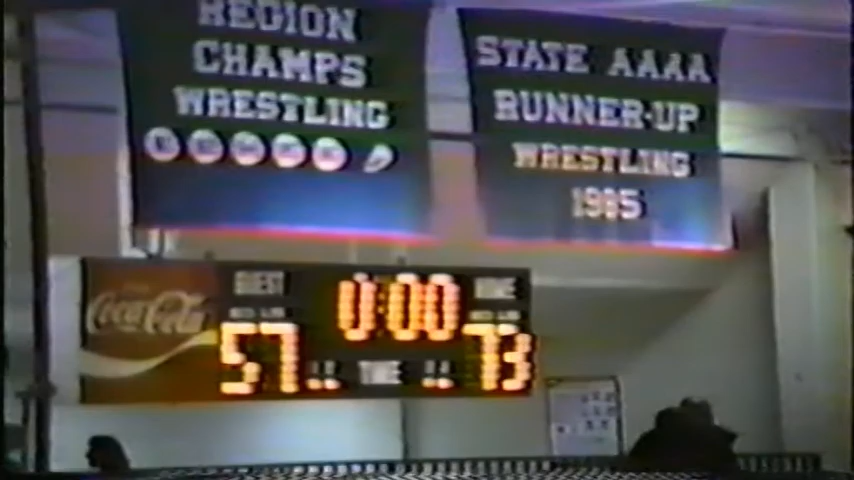 REGION
CHAMPS
WRESTLING
STATE AAAA
RUNNER-UP
WRESTLING
1985
Coca-Cola
GUEST 0:00 HOME
57 TIME 73